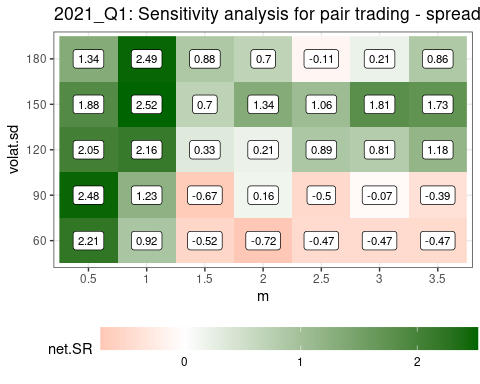 2021_Q1: Sensitivity analysis for pair trading - spread
volat.sd
180 1.34 2.49 0.88 0.7 -0.11 0.21 0.86
150 1.88 2.52 0.7 1.34 1.06 1.81 1.73
120 2.05 2.16 0.33 0.21 0.89 0.81 1.18
90 2.48 1.23 -0.67 0.16 -0.5 -0.07 -0.39
60 2.21 0.92 -0.52 -0.72 -0.47 -0.47 -0.47
0.5 1 1.5 2 2.5 3 3.5
m
net.SR
0 1 2